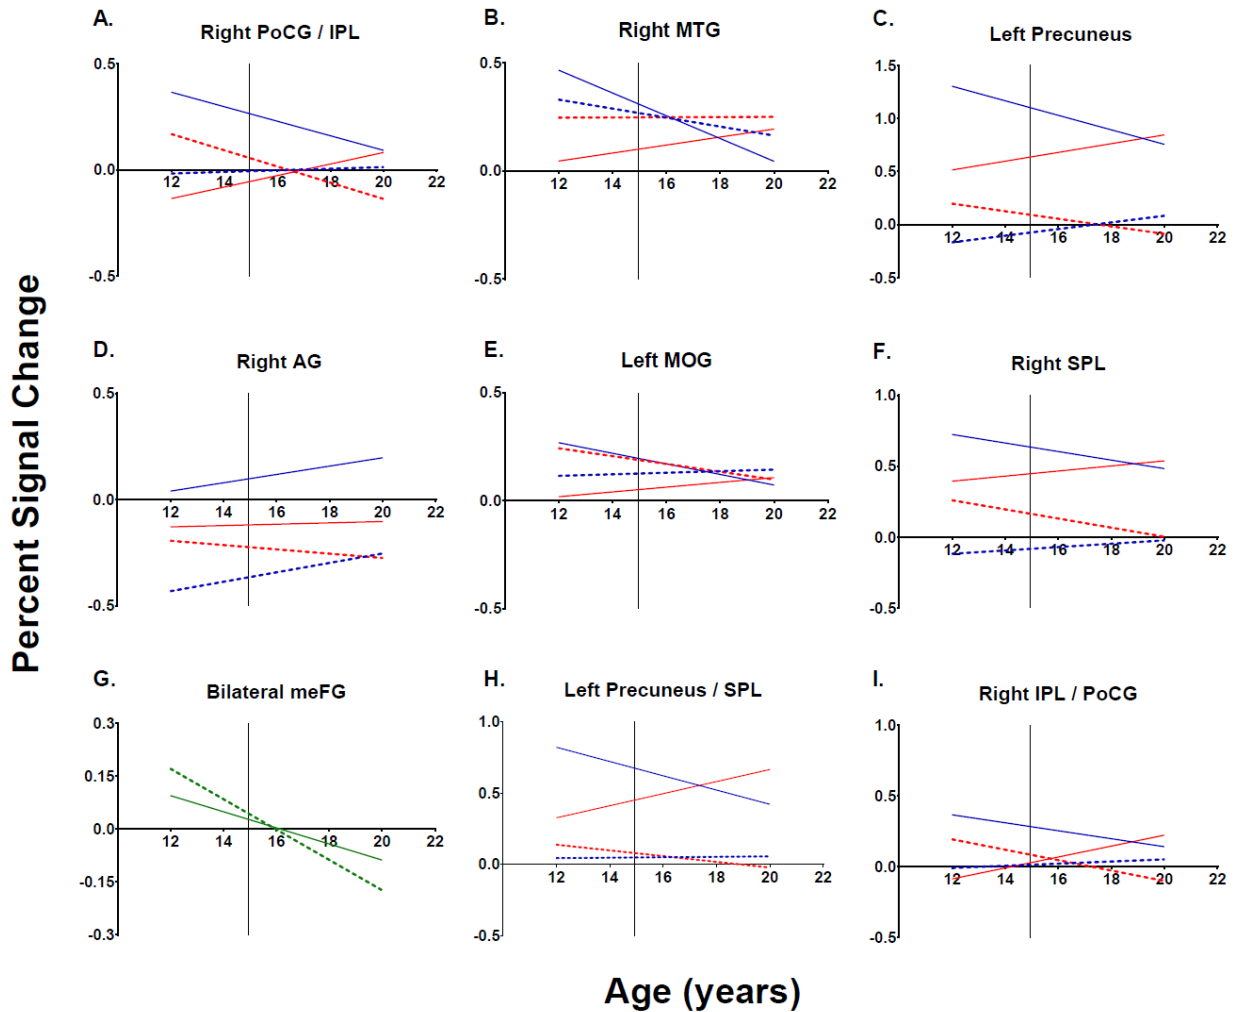 A.
Right PoCG / IPL
0.5
0.0
-0.5
12 14 16 18 20 22
B.
Right MTG
0.5
0.0
-0.5
12 14 16 18 20 22
C.
Left Precuneus
1.5
1.0
0.5
0.0
-0.5
12 14 16 18 20 22
Percent Signal Change
D.
Right AG
0.5
0.0
-0.5
12 14 16 18 20 22
E.
Left MOG
0.5
0.0
-0.5
12 14 16 18 20 22
F.
Right SPL
1.0
0.5
0.0
-0.5
12 14 16 18 20 22
G.
Bilateral meFG
0.3
0.15
0.0
-0.15
-0.3
12 14 16 18 20 22
H.
Left Precuneus / SPL
1.0
0.5
0.0
-0.5
12 14 16 18 20 22
I.
Right IPL / PoCG
1.0
0.5
0.0
-0.5
12 14 16 18 20 22
Age (years)